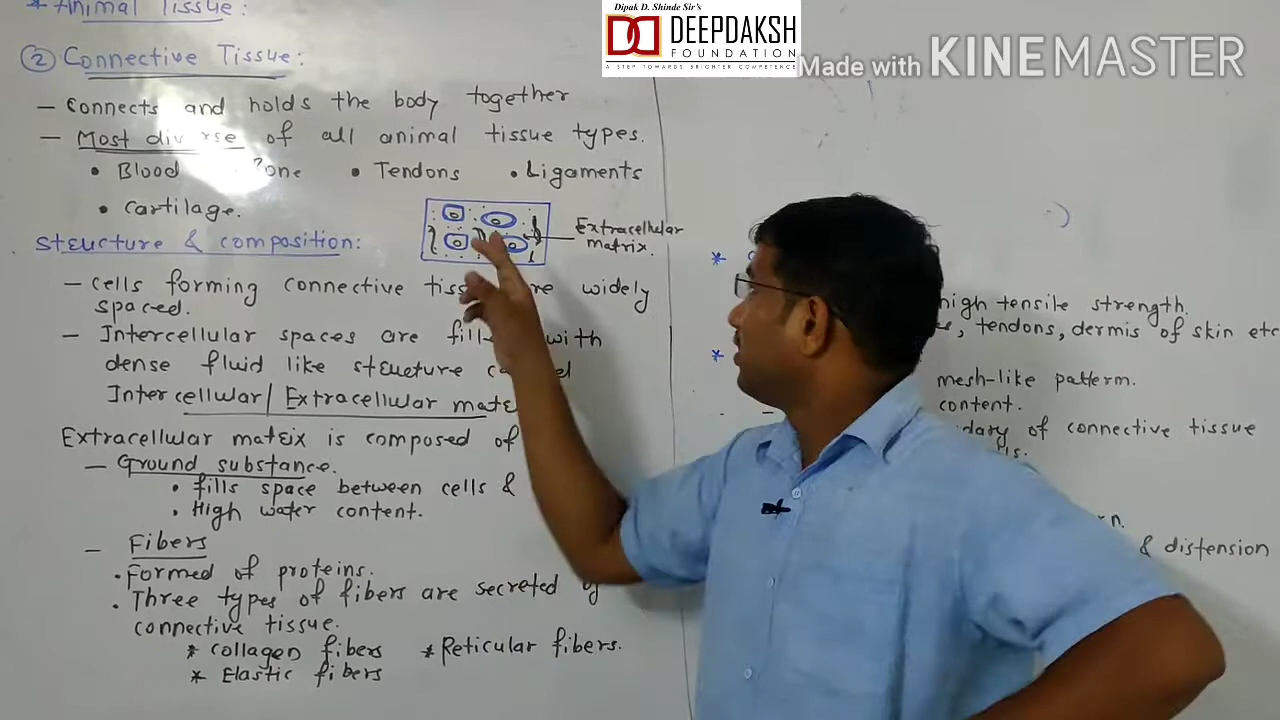 * Animal Tissue:
② Connective Tissue:
– Connects and holds the body together
– Most diverse of all animal tissue types.
• Blood Bone • Tendons • Ligaments
• Cartilage.
Structure & composition:
Extracellular
matrix.
– Cells forming connective tissue are widely
spaced.
– Intercellular spaces are filled with
dense fluid like structure called
Intercellular/Extracellular
Extracellular matrix is composed of
– Ground substance.
• fills space between cells &
• High water content.
– Fibers
• Formed of proteins.
• Three types of fibers are secreted by
connective tissue.
* Collagen fibers * Reticular fibers.
* Elastic fibers
Dipak D. Shinde Sir's
DEEPDAKSH
FOUNDATION
A STEP TOWARDS BRIGHTER COMPETENCE
Made with KINEMASTER
*
high tensile strength.
, tendons, dermis of skin etc
*
mesh-like pattern.
content.
of connective tissue
& distension